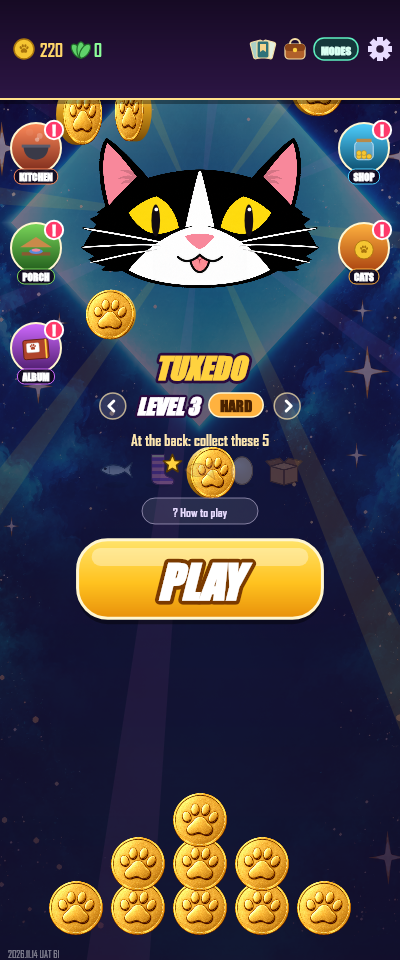 220
0
MODES
KITCHEN
SHOP
PORCH
CATS
ALBUM
TUXEDO
LEVEL 3
HARD
At the back: collect these 5
? How to play
PLAY